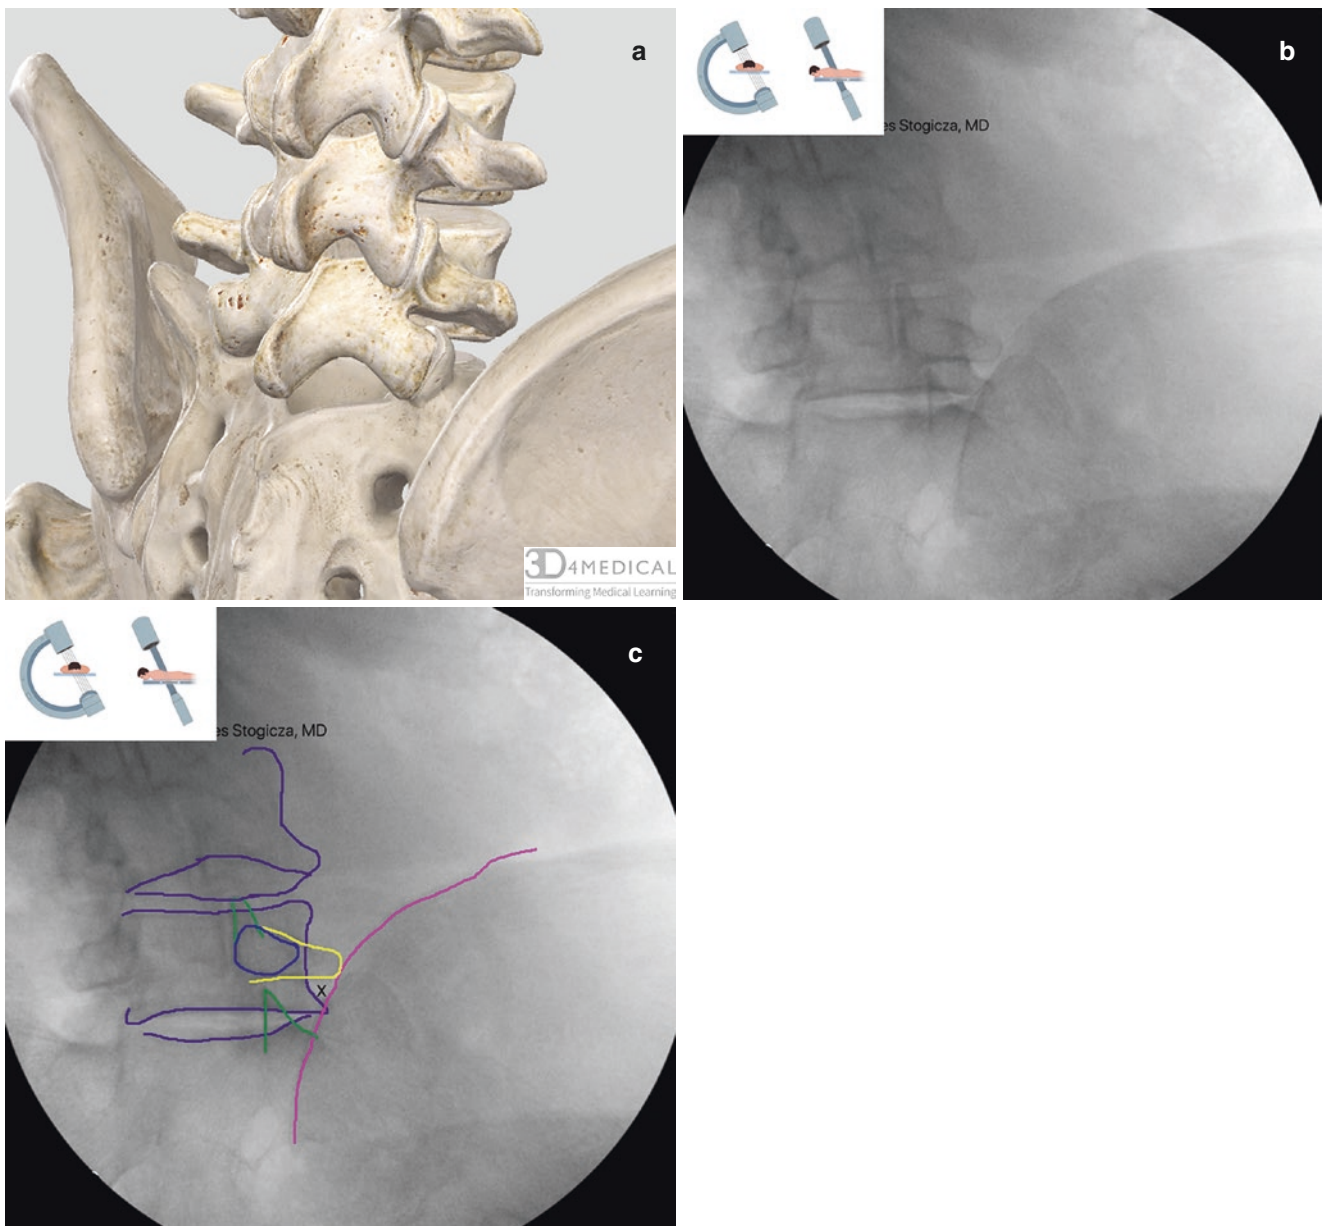 a
b
es Stogicza, MD
3D4MEDICAL
Transforming Medical Learning
c
es Stogicza, MD
x